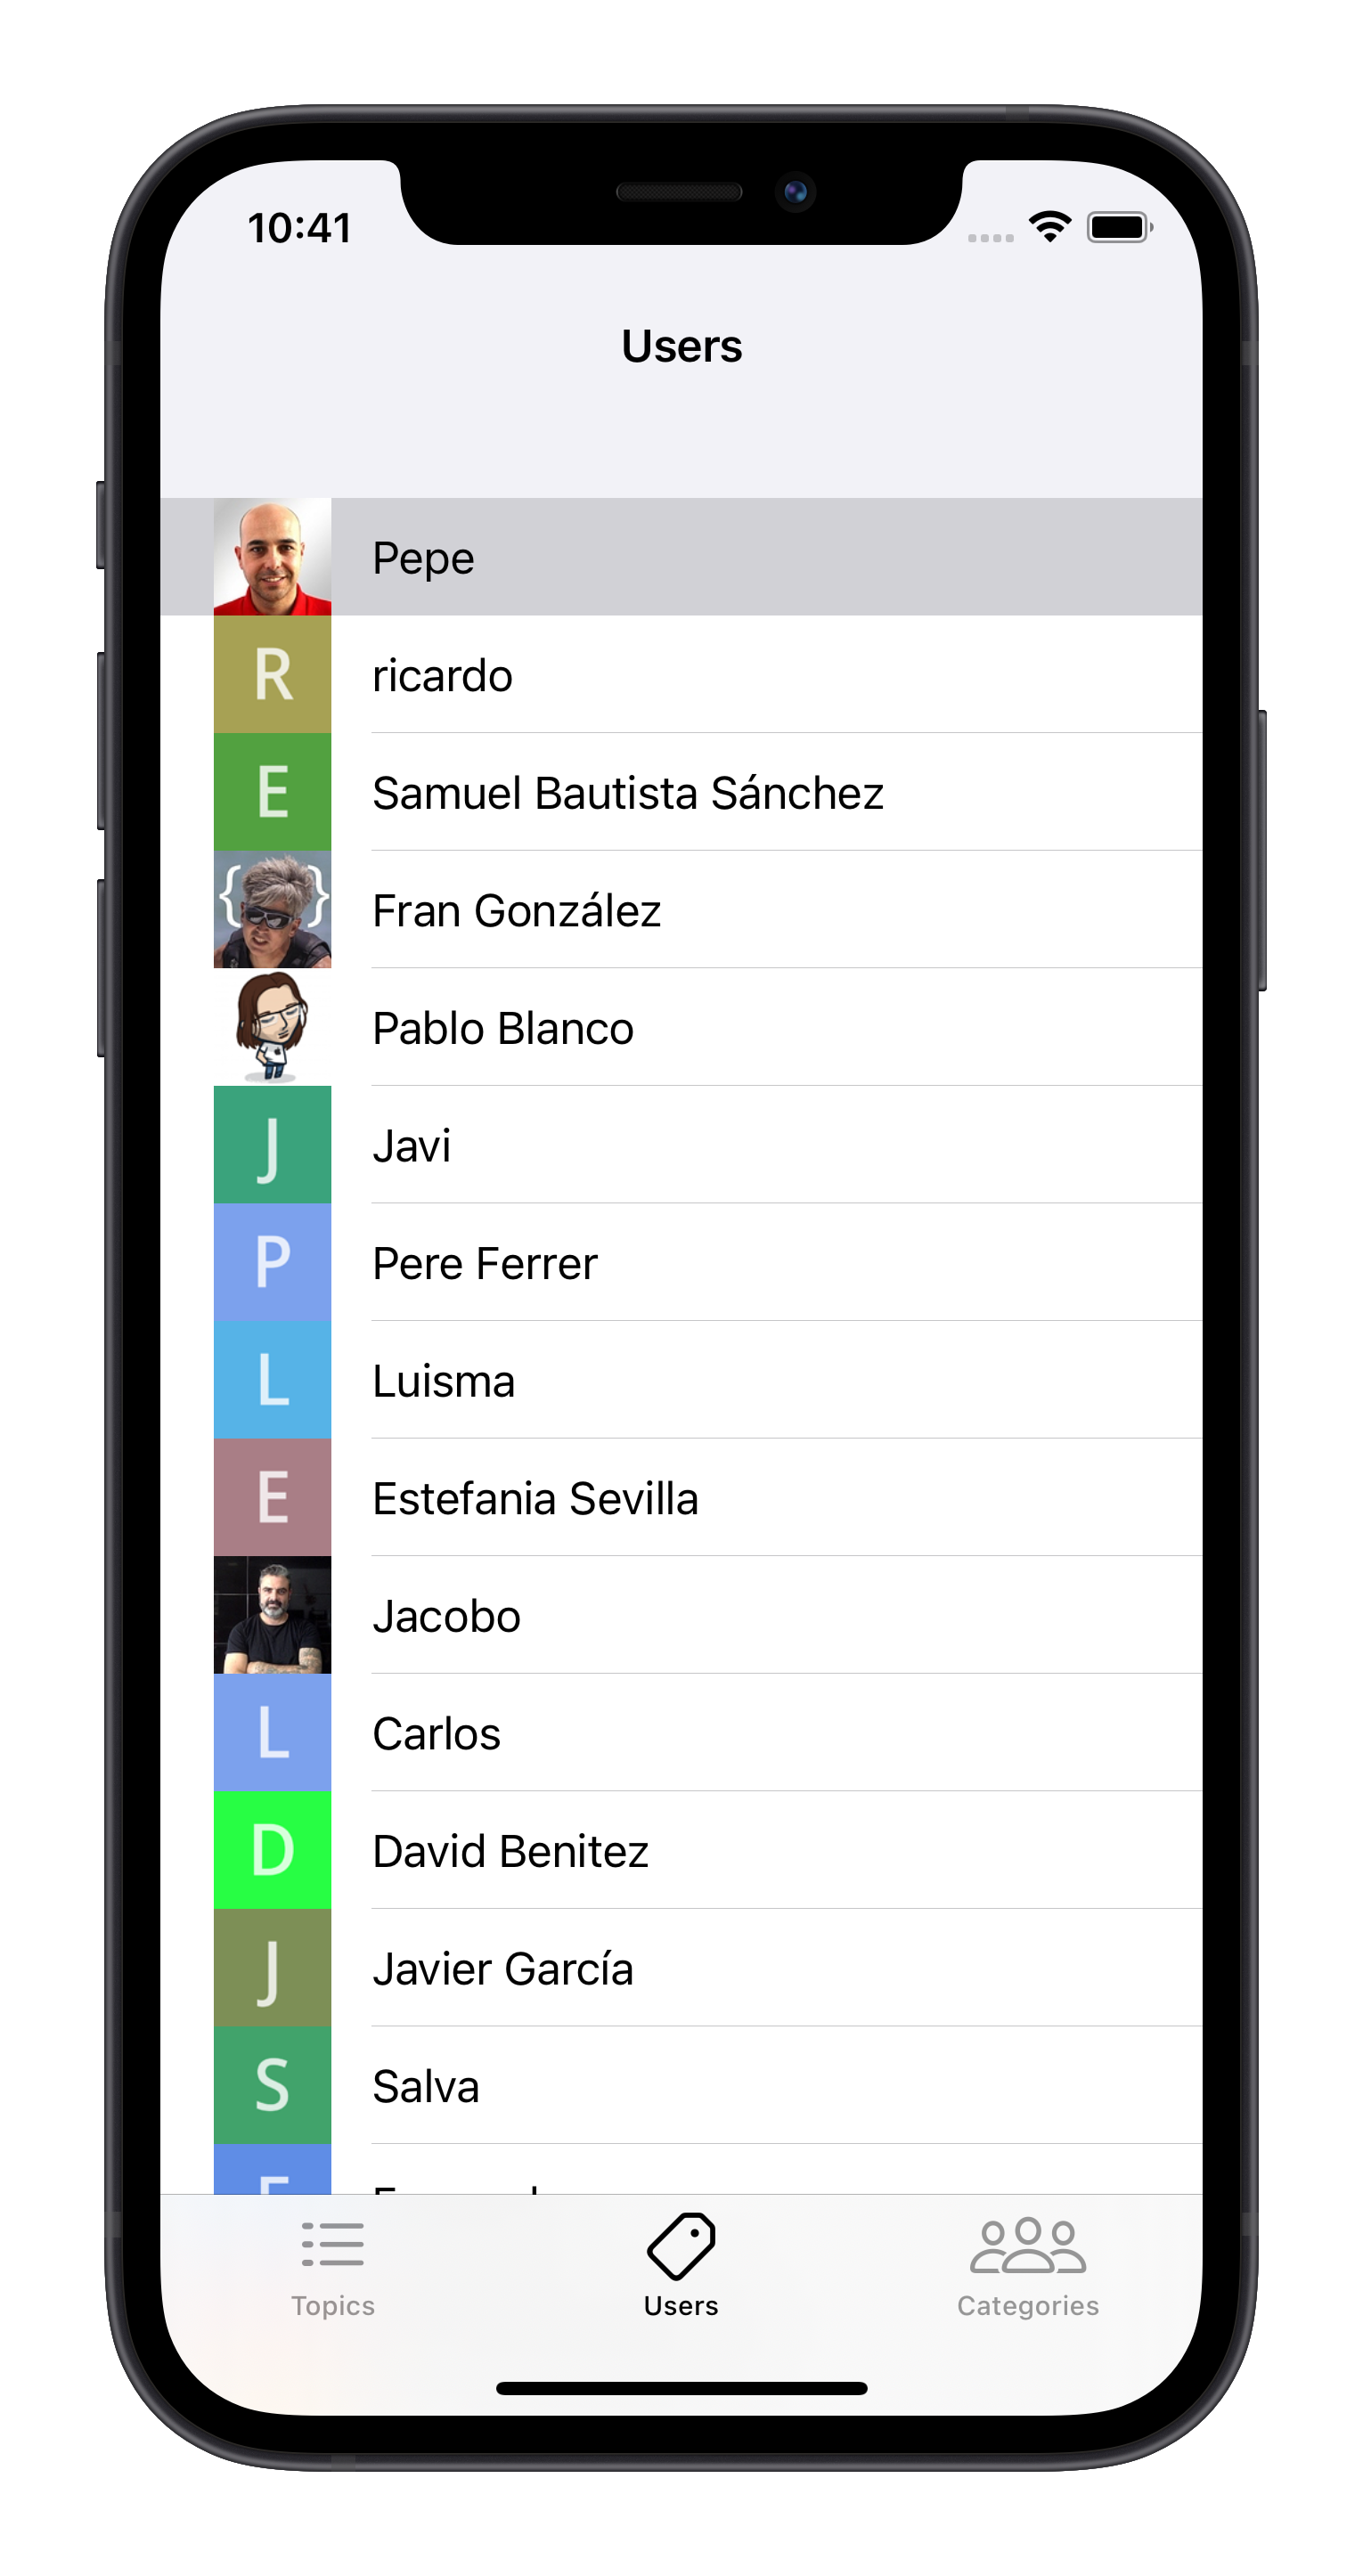 10:41
Users
Pepe
R ricardo
E Samuel Bautista Sánchez
{ } Fran González
Pablo Blanco
J Javi
P Pere Ferrer
L Luisma
E Estefania Sevilla
Jacobo
L Carlos
D David Benitez
J Javier García
S Salva
Topics Users Categories